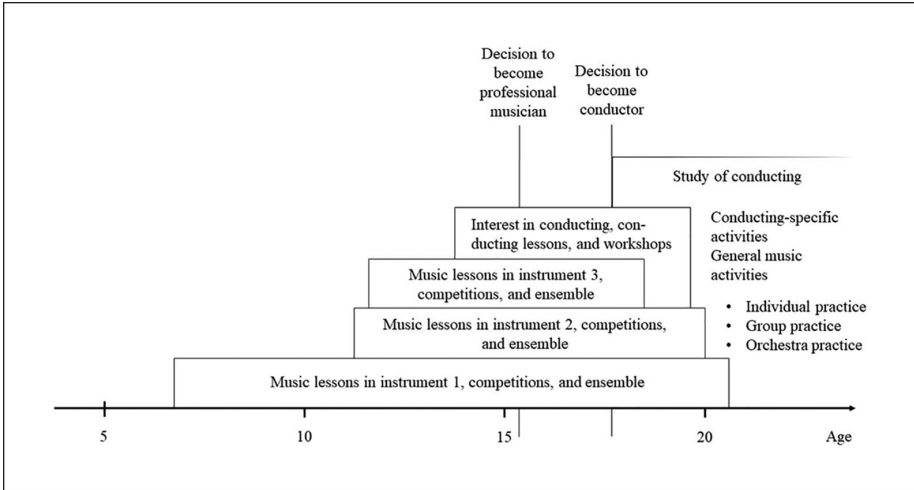 Decision to
become
professional
musician
Decision to
become
conductor
Study of conducting
Interest in conducting, con-
ducting lessons, and workshops
Conducting-specific
activities
General music
activities
Music lessons in instrument 3,
competitions, and ensemble
• Individual practice
• Group practice
• Orchestra practice
Music lessons in instrument 2, competitions,
and ensemble
Music lessons in instrument 1, competitions, and ensemble
5 10 15 20 Age